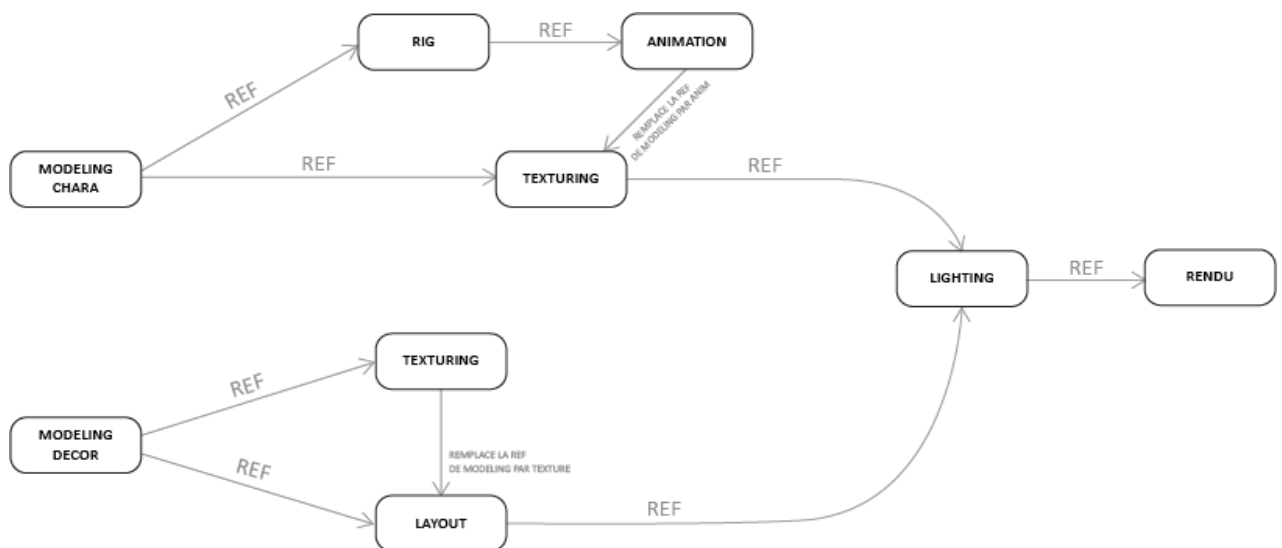 RIG
REF
ANIMATION
REF
REMPLACE LA REF
DE MODELING PAR ANIM
MODELING
CHARA
REF
TEXTURING
REF
LIGHTING
REF
RENDU
TEXTURING
REF
MODELING
DECOR
REMPLACE LA REF
DE MODELING PAR TEXTURE
REF
LAYOUT
REF